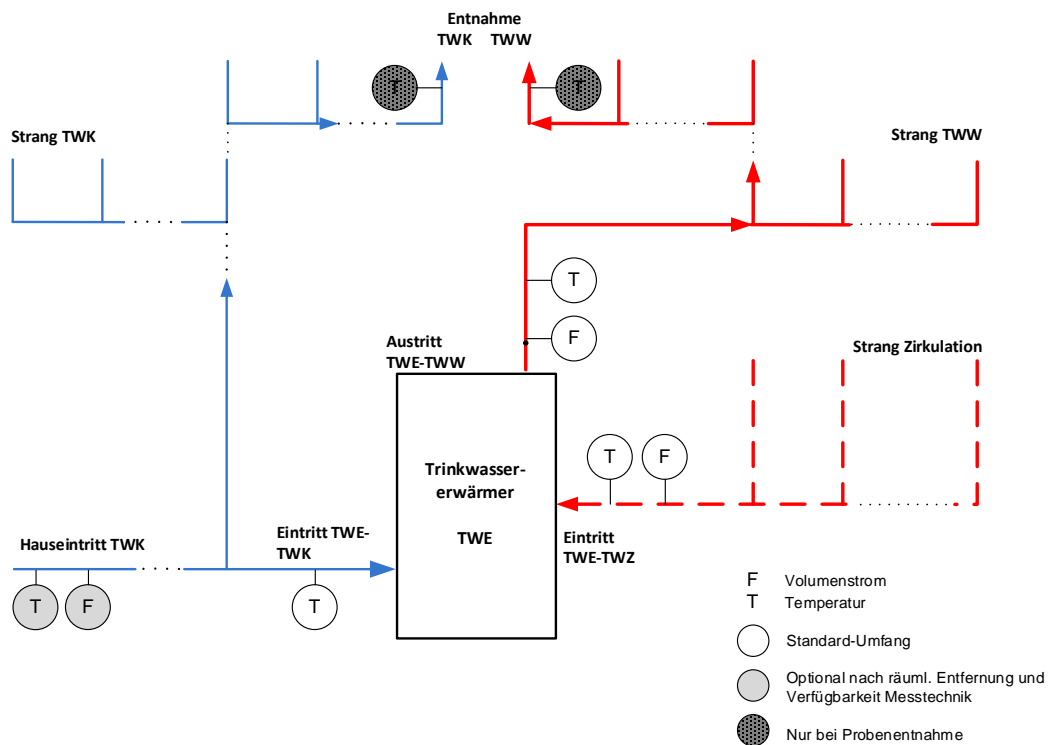 Entnahme
TWK TWW
T
T
Strang TWK
Strang TWW
T
F
Austritt
TWE-TWW
Strang Zirkulation
Trinkwasser-
erwärmer
TWE
T
F
Hauseintritt TWK
Eintritt TWE-
TWK
Eintritt
TWE-TWZ
T
F
T
F Volumenstrom
T Temperatur
Standard-Umfang
Optional nach räuml. Entfernung und
Verfügbarkeit Messtechnik
Nur bei Probenentnahme